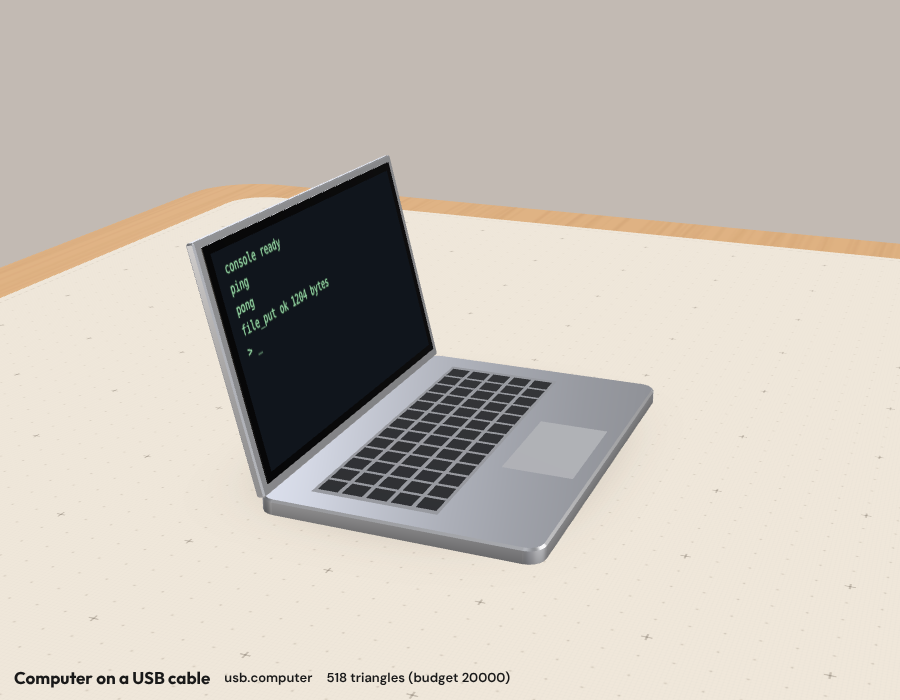 console ready
ping
pong
file_put ok 1204 bytes
> _
Computer on a USB cable usb.computer 518 triangles (budget 20000)